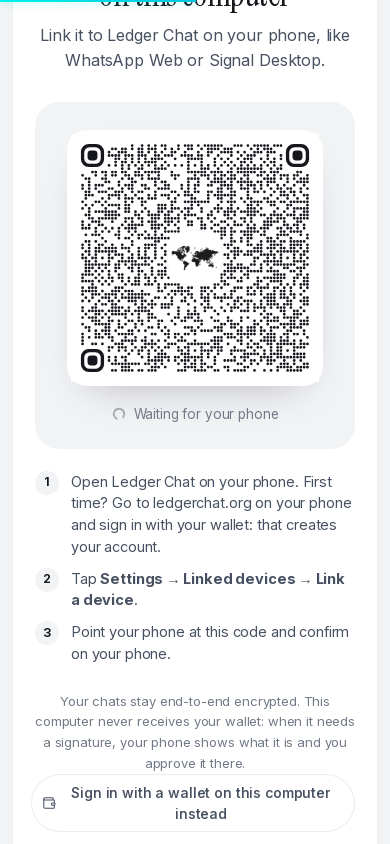 on this computer
Link it to Ledger Chat on your phone, like
WhatsApp Web or Signal Desktop.
Waiting for your phone
1 Open Ledger Chat on your phone. First
time? Go to ledgerchat.org on your phone
and sign in with your wallet: that creates
your account.
2 Tap Settings → Linked devices → Link
a device.
3 Point your phone at this code and confirm
on your phone.
Your chats stay end-to-end encrypted. This
computer never receives your wallet: when it needs
a signature, your phone shows what it is and you
approve it there.
Sign in with a wallet on this computer
instead